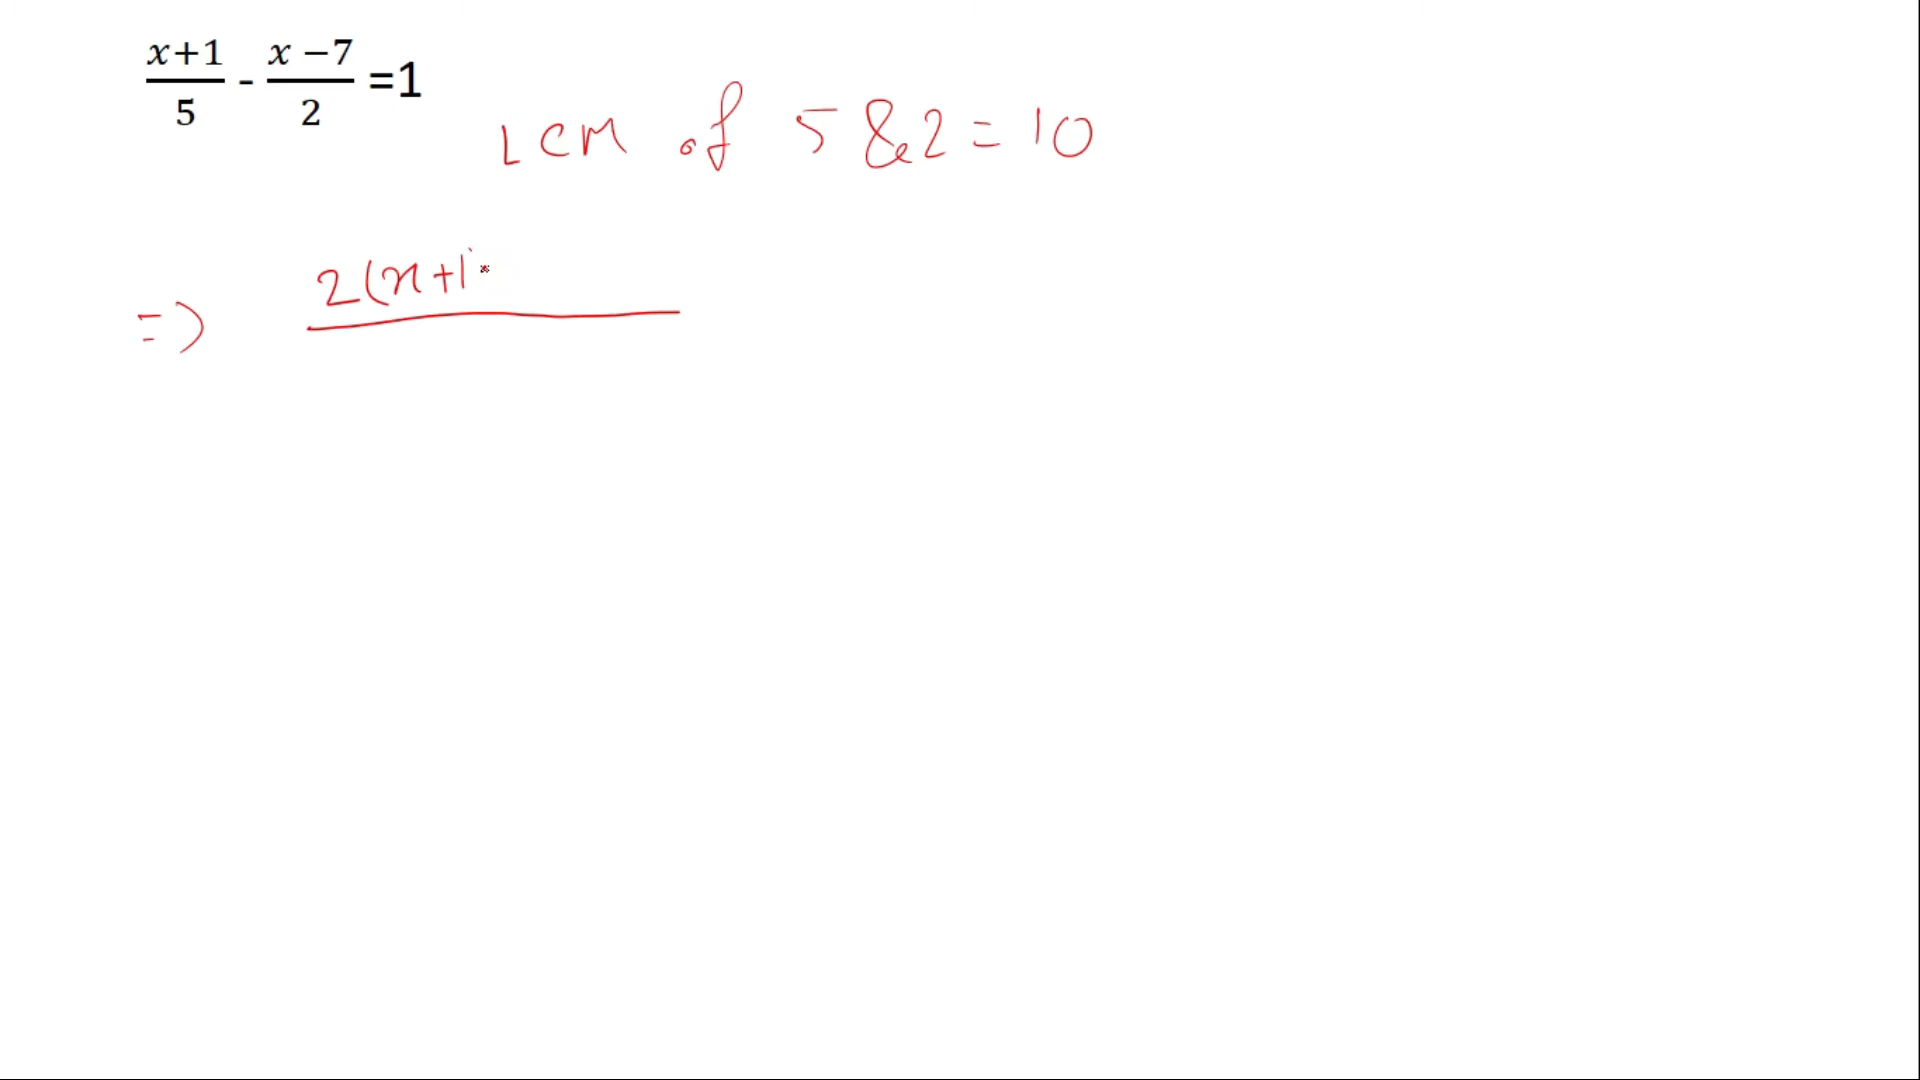 x+1/5 - x −7/2 =1
LCM of 5 & 2 = 10
=> 2(x+1)